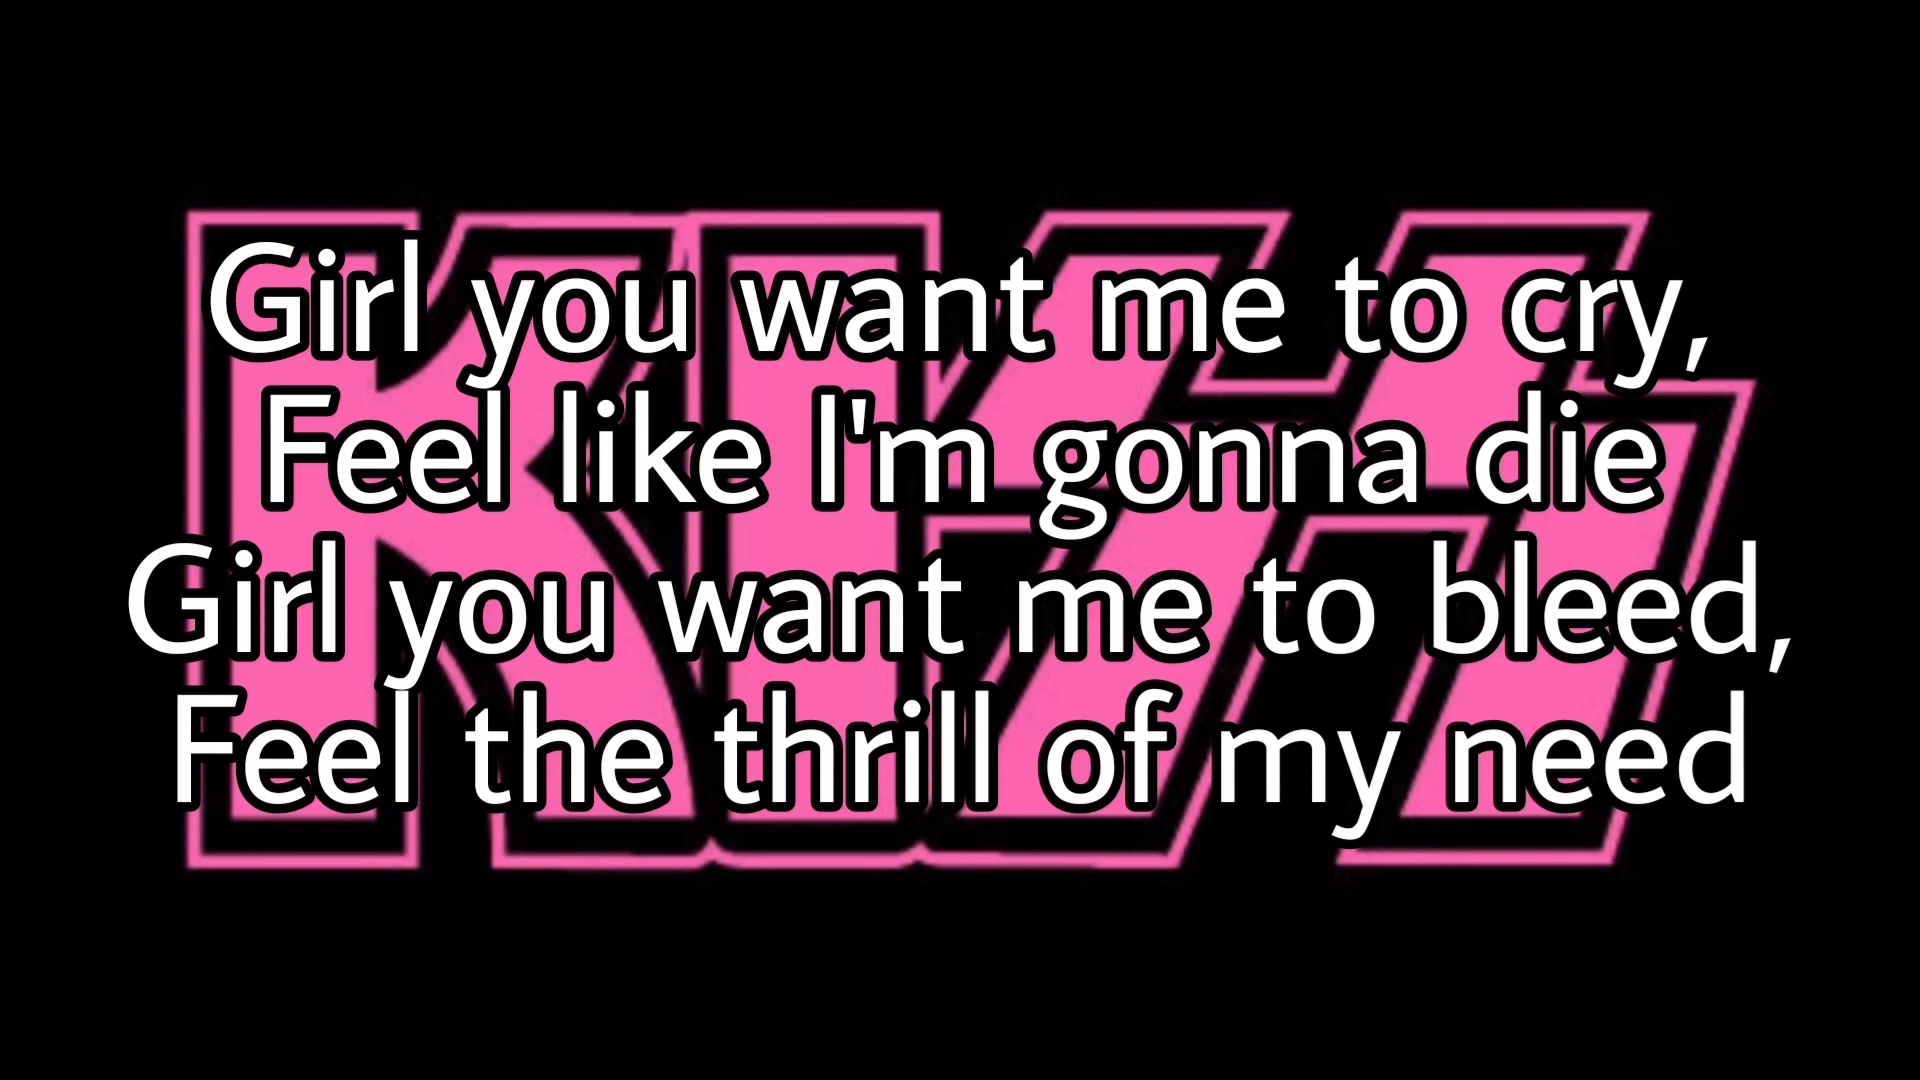 KISS
Girl you want me to cry,
Feel like I'm gonna die
Girl you want me to bleed,
Feel the thrill of my need